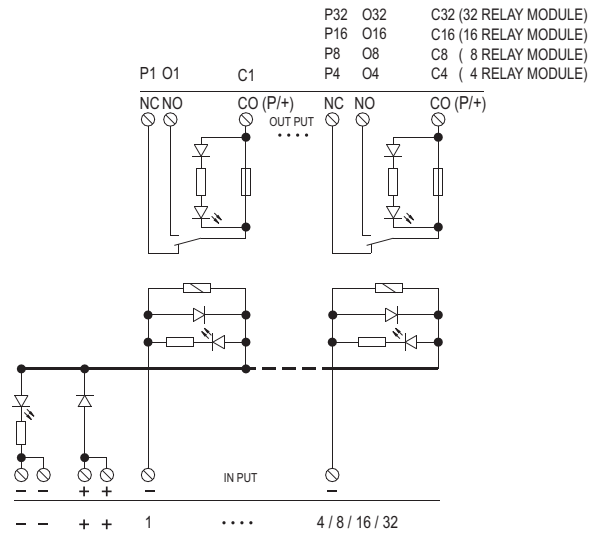 P32 O32 C32 (32 RELAY MODULE)
P16 O16 C16 (16 RELAY MODULE)
P8 O8 C8 ( 8 RELAY MODULE)
P1 O1 C1 P4 O4 C4 ( 4 RELAY MODULE)
NC NO CO (P/+) NC NO CO (P/+)
OUT PUT
• • • •
IN PUT
− − + + − −
− − + + 1 • • • • 4 / 8 / 16 / 32